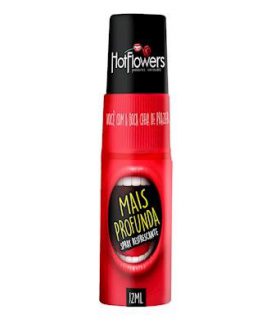 HotFlowers
VOCÊ COM A BOCA CHEIA DE PRAZER
MAIS
PROFUNDA
SPRAY REFRESCANTE
12ML